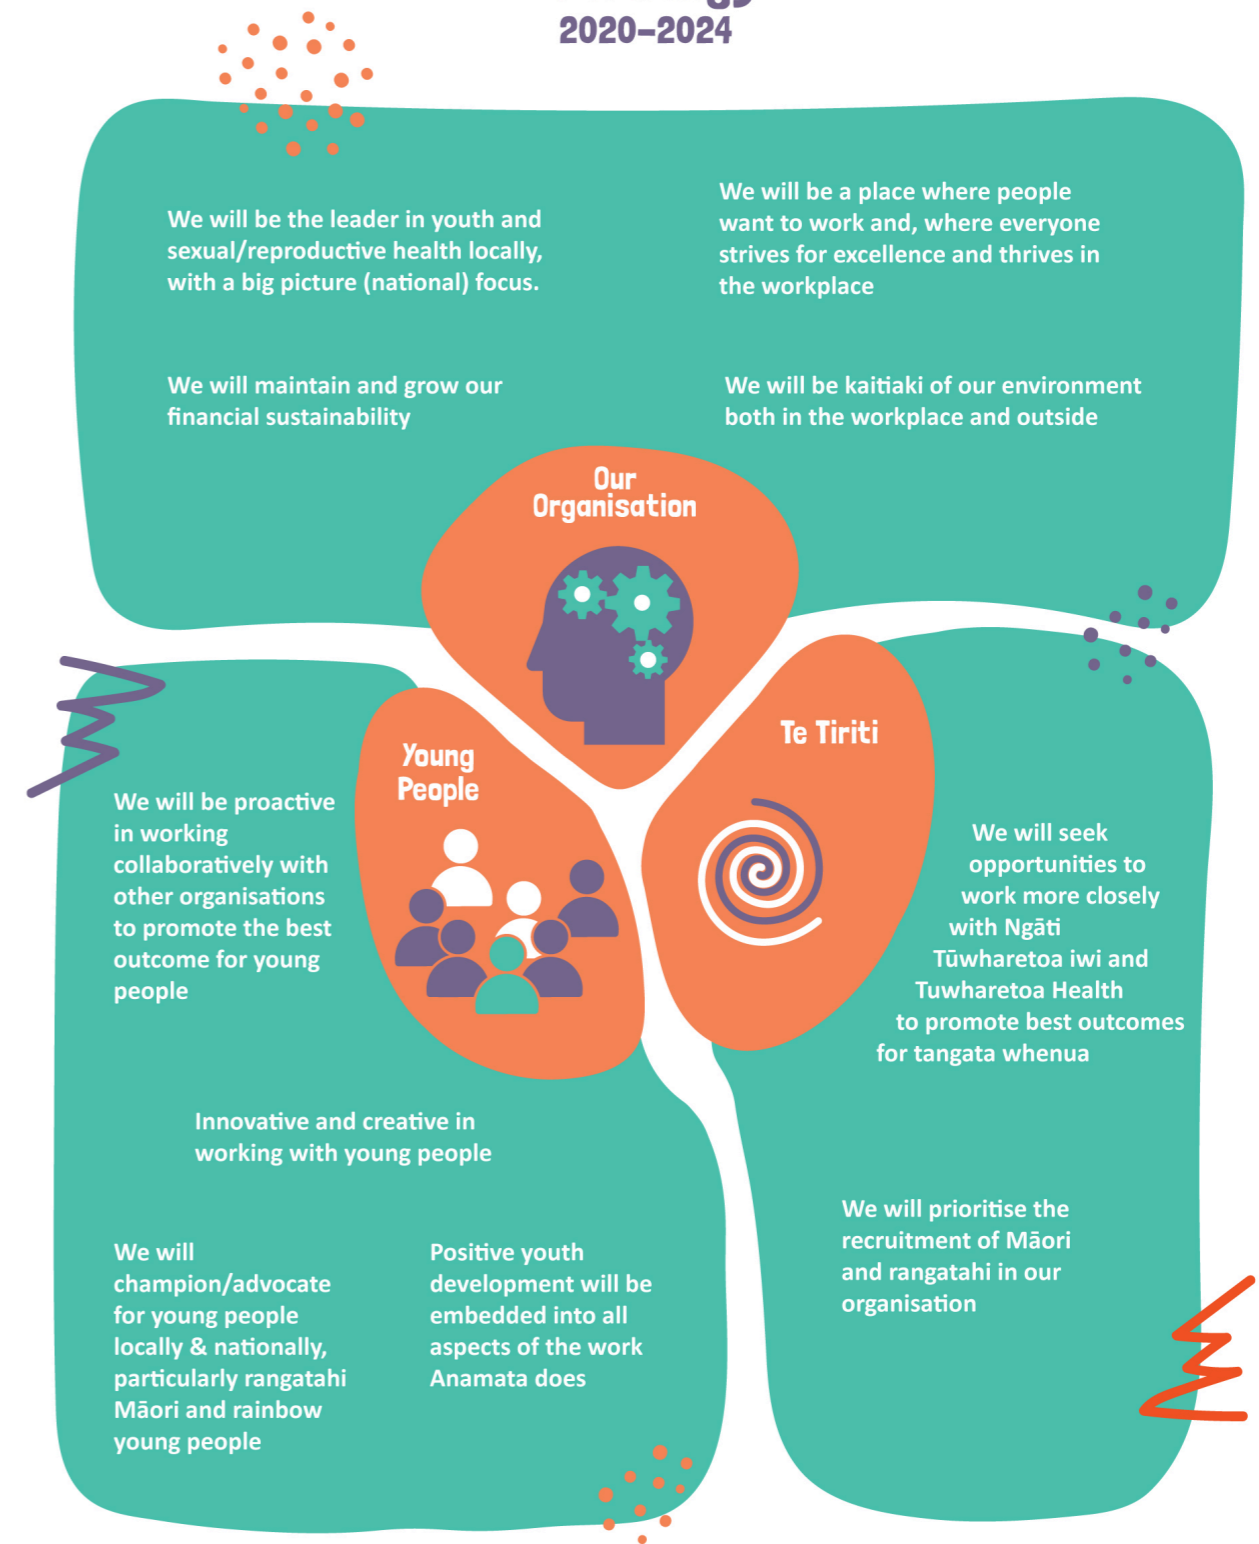 2020–2024
We will be the leader in youth and
sexual/reproductive health locally,
with a big picture (national) focus.
We will be a place where people
want to work and, where everyone
strives for excellence and thrives in
the workplace
We will maintain and grow our
financial sustainability
We will be kaitiaki of our environment
both in the workplace and outside
Our
Organisation
Young
People
We will be proactive
in working
collaboratively with
other organisations
to promote the best
outcome for young
people
Innovative and creative in
working with young people
We will
champion/advocate
for young people
locally & nationally,
particularly rangatahi
Māori and rainbow
young people
Positive youth
development will be
embedded into all
aspects of the work
Anamata does
Te Tiriti
We will seek
opportunities to
work more closely
with Ngāti
Tūwharetoa iwi and
Tuwharetoa Health
to promote best outcomes
for tangata whenua
We will prioritise the
recruitment of Māori
and rangatahi in our
organisation